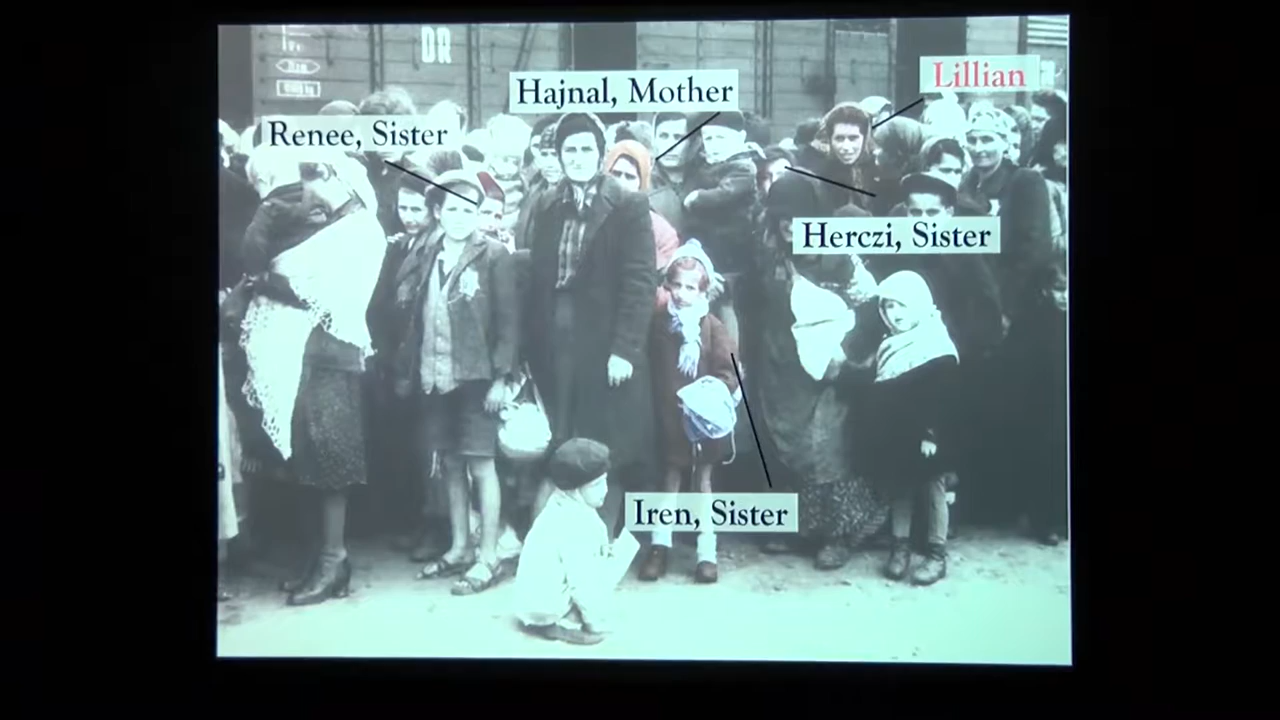 DR
Hajnal, Mother
Lillian
Renee, Sister
Herczi, Sister
Iren, Sister